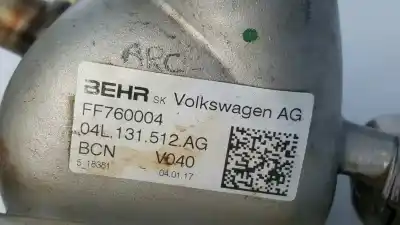 ARC
BEHR SK Volkswagen AG
FF760004
04L.131.512.AG
BCN V040
5_18381 04.01.17